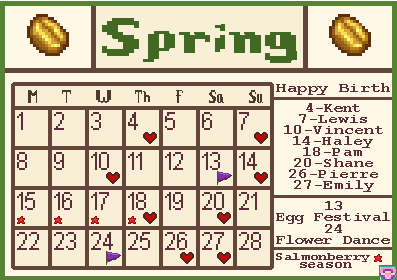 Spring
M T W Th F Sa Su
1 2 3 4 5 6 7
8 9 10 11 12 13 14
15 16 17 18 19 20 21
22 23 24 25 26 27 28
Happy Birth
4-Kent
7-Lewis
10-Vincent
14-Haley
18-Pam
20-Shane
26-Pierre
27-Emily
13
Egg Festival
24
Flower Dance
Salmonberry
season